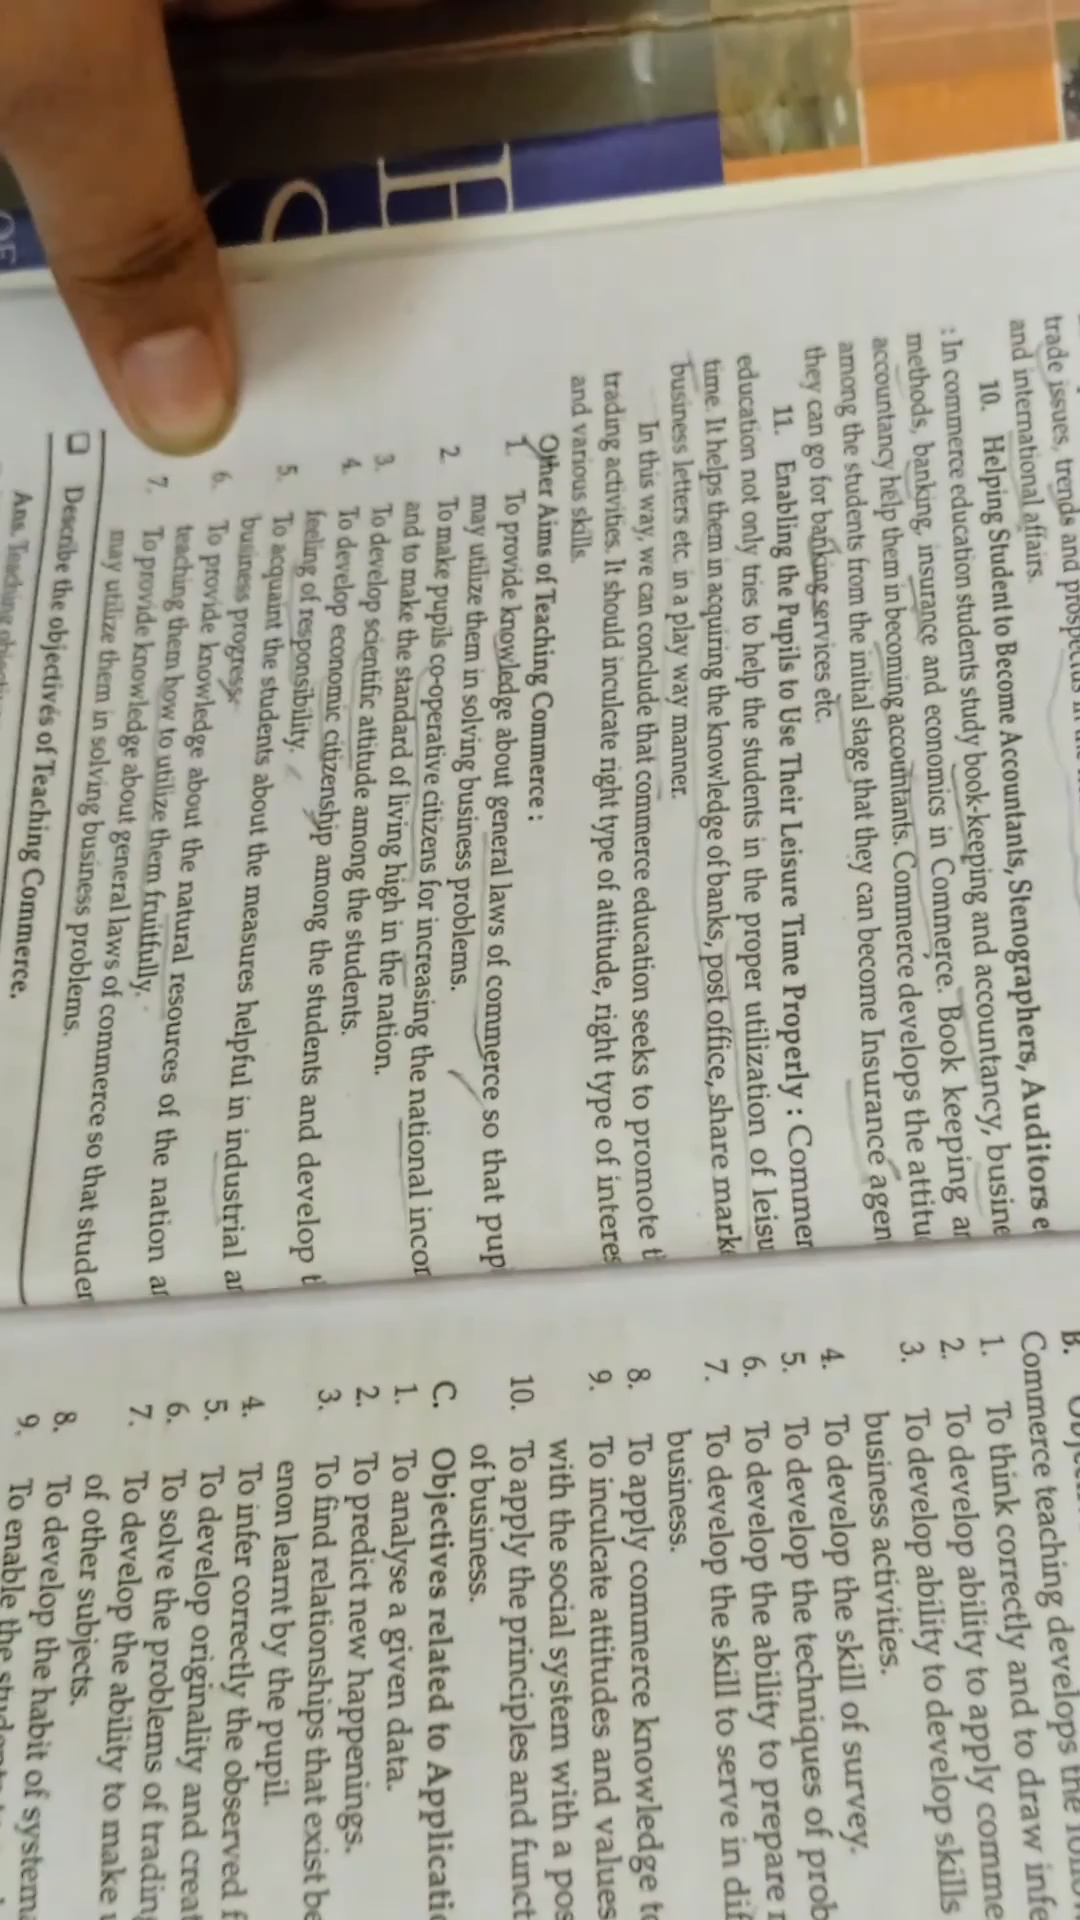 trade issues, trends and prospectus in
and international affairs.
10. Helping Student to Become Accountants, Stenographers, Auditors e
: In commerce education students study book-keeping and accountancy, busine
methods, banking, insurance and economics in Commerce. Book keeping ar
accountancy help them in becoming accountants. Commerce develops the attitu
among the students from the initial stage that they can become Insurance agen
they can go for banking services etc.
11. Enabling the Pupils to Use Their Leisure Time Properly : Commer
education not only tries to help the students in the proper utilization of leisu
time. It helps them in acquiring the knowledge of banks, post office, share marke
business letters etc. in a play way manner.
In this way, we can conclude that commerce education seeks to promote t
trading activities. It should inculcate right type of attitude, right type of interes
and various skills.
Other Aims of Teaching Commerce :
1. To provide knowledge about general laws of commerce so that pup
may utilize them in solving business problems.
2. To make pupils co-operative citizens for increasing the national incor
and to make the standard of living high in the nation.
3. To develop scientific attitude among the students.
4. To develop economic citizenship among the students and develop t
feeling of responsibility.
5. To acquaint the students about the measures helpful in industrial ar
business progress
6. To provide knowledge about the natural resources of the nation ar
teaching them how to utilize them fruitfully.
7. To provide knowledge about general laws of commerce so that studer
may utilize them in solving business problems.
❑ Describe the objectives of Teaching Commerce.
Ans. Teaching
B.
Commerce teaching develops the
1. To think correctly and to draw infe
2. To develop ability to apply comme
3. To develop ability to develop skills
business activities.
4. To develop the skill of survey.
5. To develop the techniques of prob
6. To develop the ability to prepare r
7. To develop the skill to serve in dif
business.
8. To apply commerce knowledge to
9. To inculcate attitudes and values
with the social system with a pos
10. To apply the principles and funct
of business.
C. Objectives related to Applicatio
1. To analyse a given data.
2. To predict new happenings.
3. To find relationships that exist be
enon learnt by the pupil.
4. To infer correctly the observed f
5. To develop originality and creat
6. To solve the problems of trading
7. To develop the ability to make u
of other subjects.
8. To develop the habit of systema
9. To enable the
H
C
OF